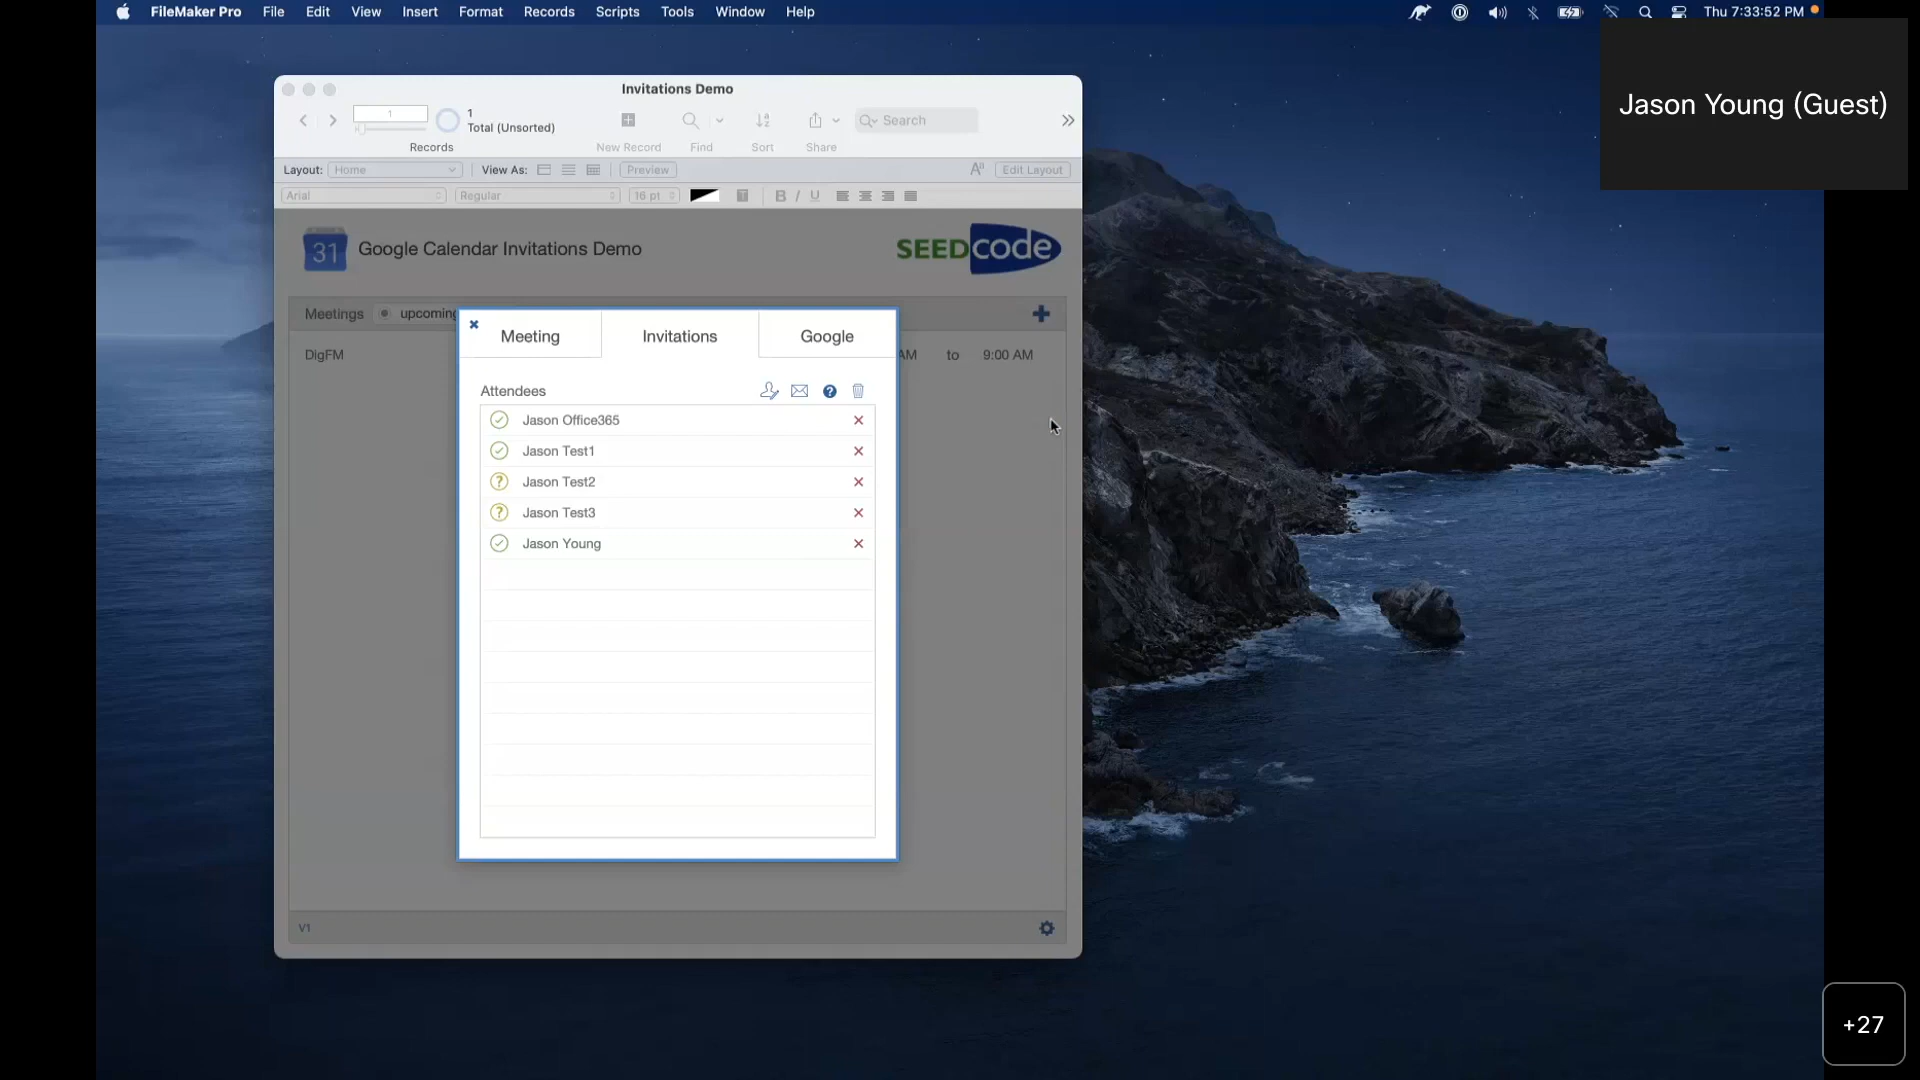 FileMaker Pro File Edit View Insert Format Records Scripts Tools Window Help Thu 7:33:52 PM
Jason Young (Guest)
Invitations Demo
1
1
Total (Unsorted)
Search
Records New Record Find Sort Share
Layout: Home View As: Preview Edit Layout
Arial Regular 16 pt B I U
31 Google Calendar Invitations Demo SEEDcode
Meetings upcoming
DigFM AM to 9:00 AM
Meeting Invitations Google
Attendees
Jason Office365
Jason Test1
Jason Test2
Jason Test3
Jason Young
V1
+27